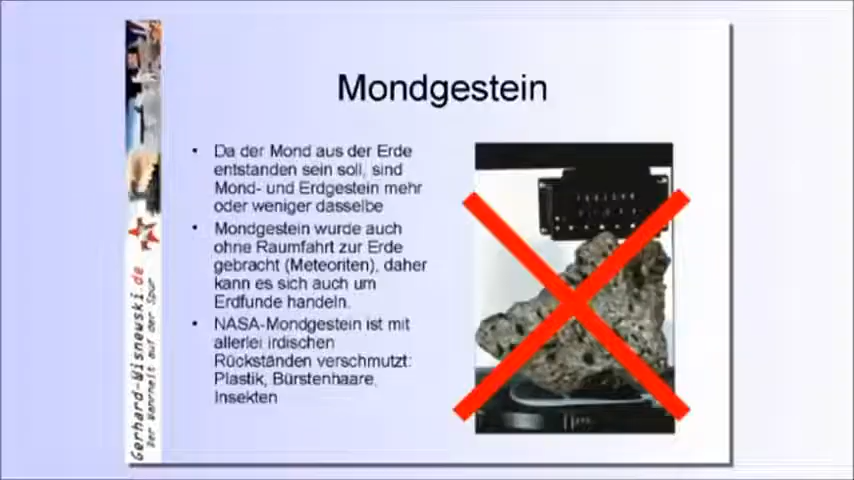 Mondgestein
• Da der Mond aus der Erde
entstanden sein soll, sind
Mond- und Erdgestein mehr
oder weniger dasselbe
• Mondgestein wurde auch
ohne Raumfahrt zur Erde
gebracht (Meteoriten), daher
kann es sich auch um
Erdfunde handeln.
• NASA-Mondgestein ist mit
allerlei irdischen
Rückständen verschmutzt:
Plastik, Bürstenhaare,
Insekten
Gerhard-Wisnewski.de
Der Wahrheit auf der Spur